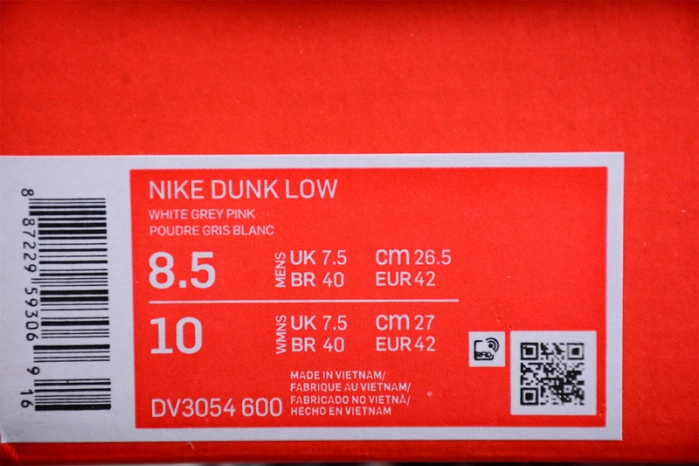 NIKE DUNK LOW
WHITE GREY PINK
POUDRE GRIS BLANC
8.5 MENS UK 7.5 cm 26.5
BR 40 EUR 42
10 WMNS UK 7.5 cm 27
BR 40 EUR 42
MADE IN VIETNAM/
FABRIQUE AU VIETNAM/
FABRICADO NO VIETNÃ/
HECHO EN VIETNAM
DV3054 600
RFID
8 87229 59306 9 16